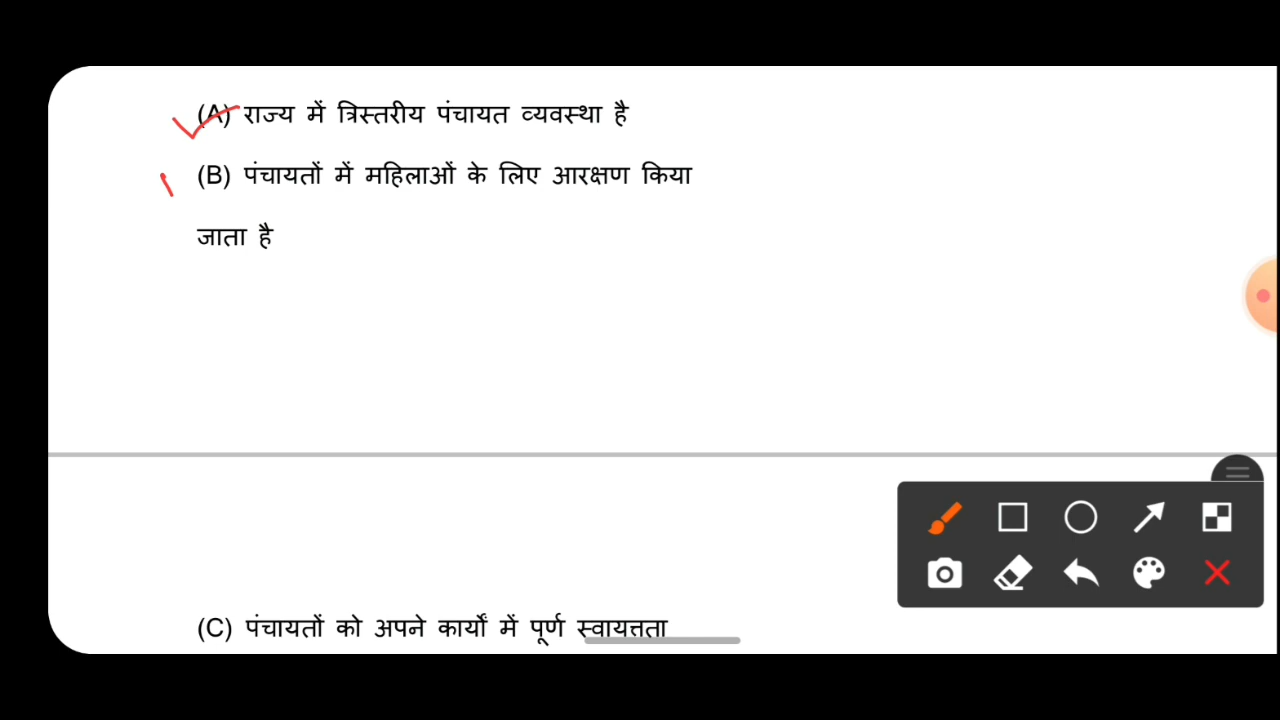 (A) राज्य में त्रिस्तरीय पंचायत व्यवस्था है
(B) पंचायतों में महिलाओं के लिए आरक्षण किया
जाता है
(C) पंचायतों को अपने कार्यों में पूर्ण स्वायत्तता